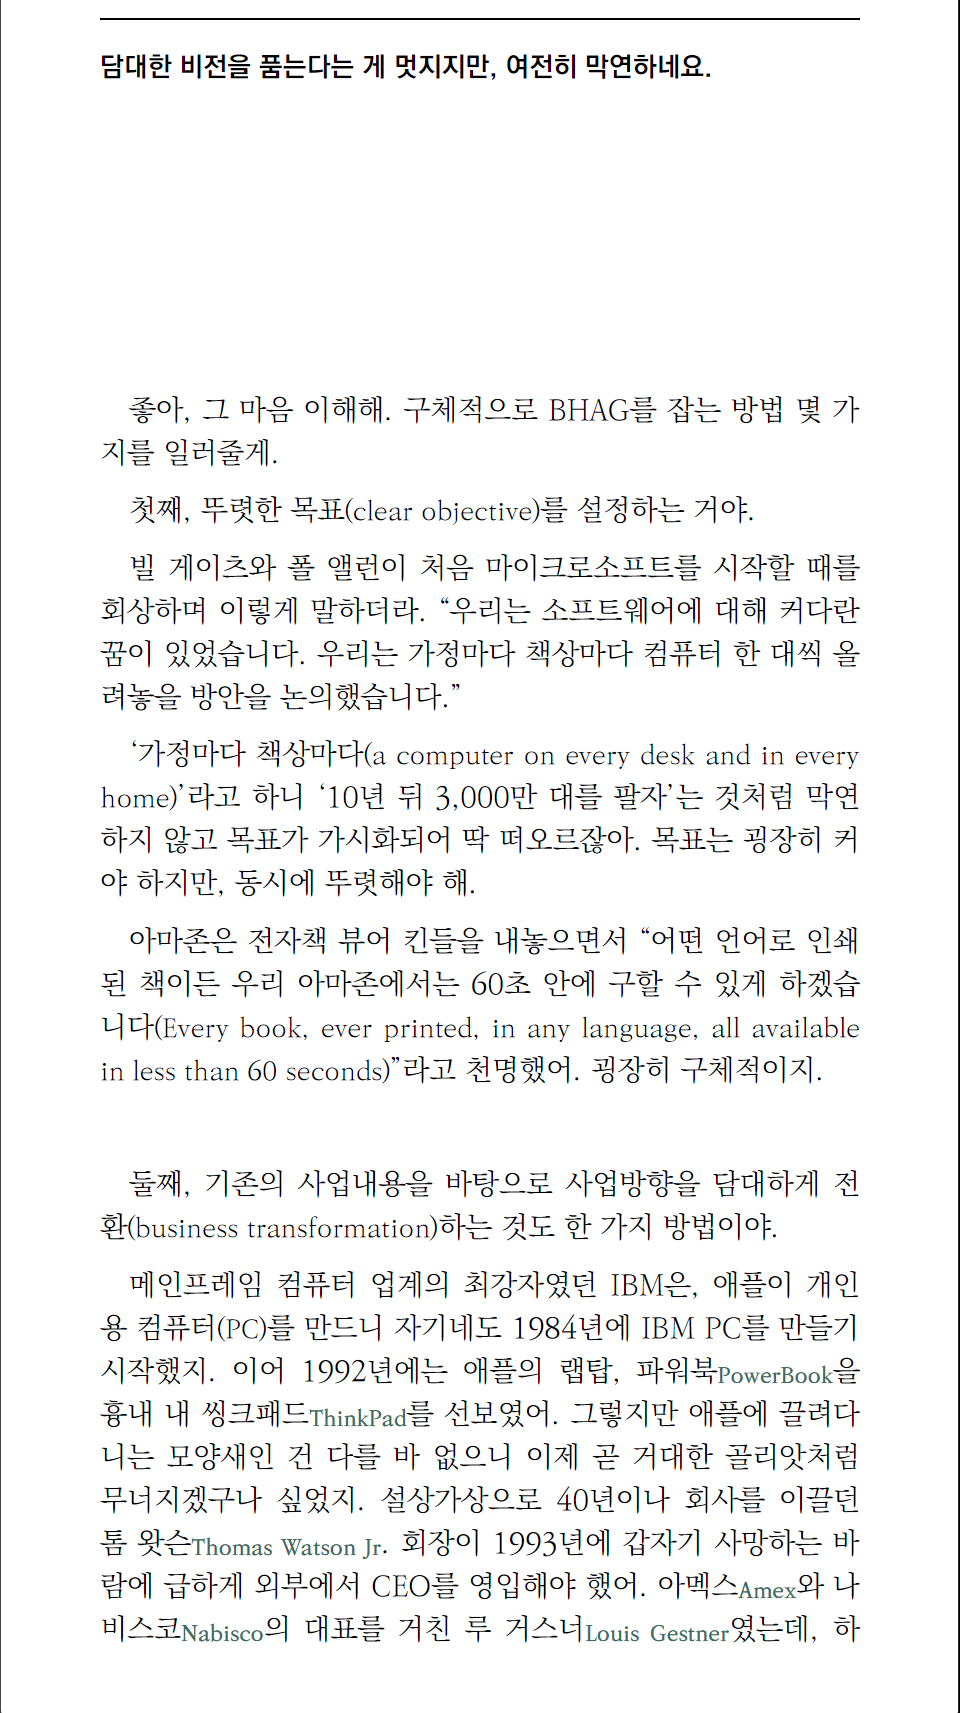 담대한 비전을 품는다는 게 멋지지만, 여전히 막연하네요.
좋아, 그 마음 이해해. 구체적으로 BHAG를 잡는 방법 몇 가
지를 일러줄게.
첫째, 뚜렷한 목표(clear objective)를 설정하는 거야.
빌 게이츠와 폴 앨런이 처음 마이크로소프트를 시작할 때를
회상하며 이렇게 말하더라. “우리는 소프트웨어에 대해 커다란
꿈이 있었습니다. 우리는 가정마다 책상마다 컴퓨터 한 대씩 올
려놓을 방안을 논의했습니다.”
‘가정마다 책상마다(a computer on every desk and in every
home)’라고 하니 ‘10년 뒤 3,000만 대를 팔자’는 것처럼 막연
하지 않고 목표가 가시화되어 딱 떠오르잖아. 목표는 굉장히 커
야 하지만, 동시에 뚜렷해야 해.
아마존은 전자책 뷰어 킨들을 내놓으면서 “어떤 언어로 인쇄
된 책이든 우리 아마존에서는 60초 안에 구할 수 있게 하겠습
니다(Every book, ever printed, in any language, all available
in less than 60 seconds)”라고 천명했어. 굉장히 구체적이지.
둘째, 기존의 사업내용을 바탕으로 사업방향을 담대하게 전
환(business transformation)하는 것도 한 가지 방법이야.
메인프레임 컴퓨터 업계의 최강자였던 IBM은, 애플이 개인
용 컴퓨터(PC)를 만드니 자기네도 1984년에 IBM PC를 만들기
시작했지. 이어 1992년에는 애플의 랩탑, 파워북PowerBook을
흉내 내 씽크패드ThinkPad를 선보였어. 그렇지만 애플에 끌려다
니는 모양새인 건 다를 바 없으니 이제 곧 거대한 골리앗처럼
무너지겠구나 싶었지. 설상가상으로 40년이나 회사를 이끌던
톰 왓슨Thomas Watson Jr. 회장이 1993년에 갑자기 사망하는 바
람에 급하게 외부에서 CEO를 영입해야 했어. 아멕스Amex와 나
비스코Nabisco의 대표를 거친 루 거스너Louis Gestner였는데, 하